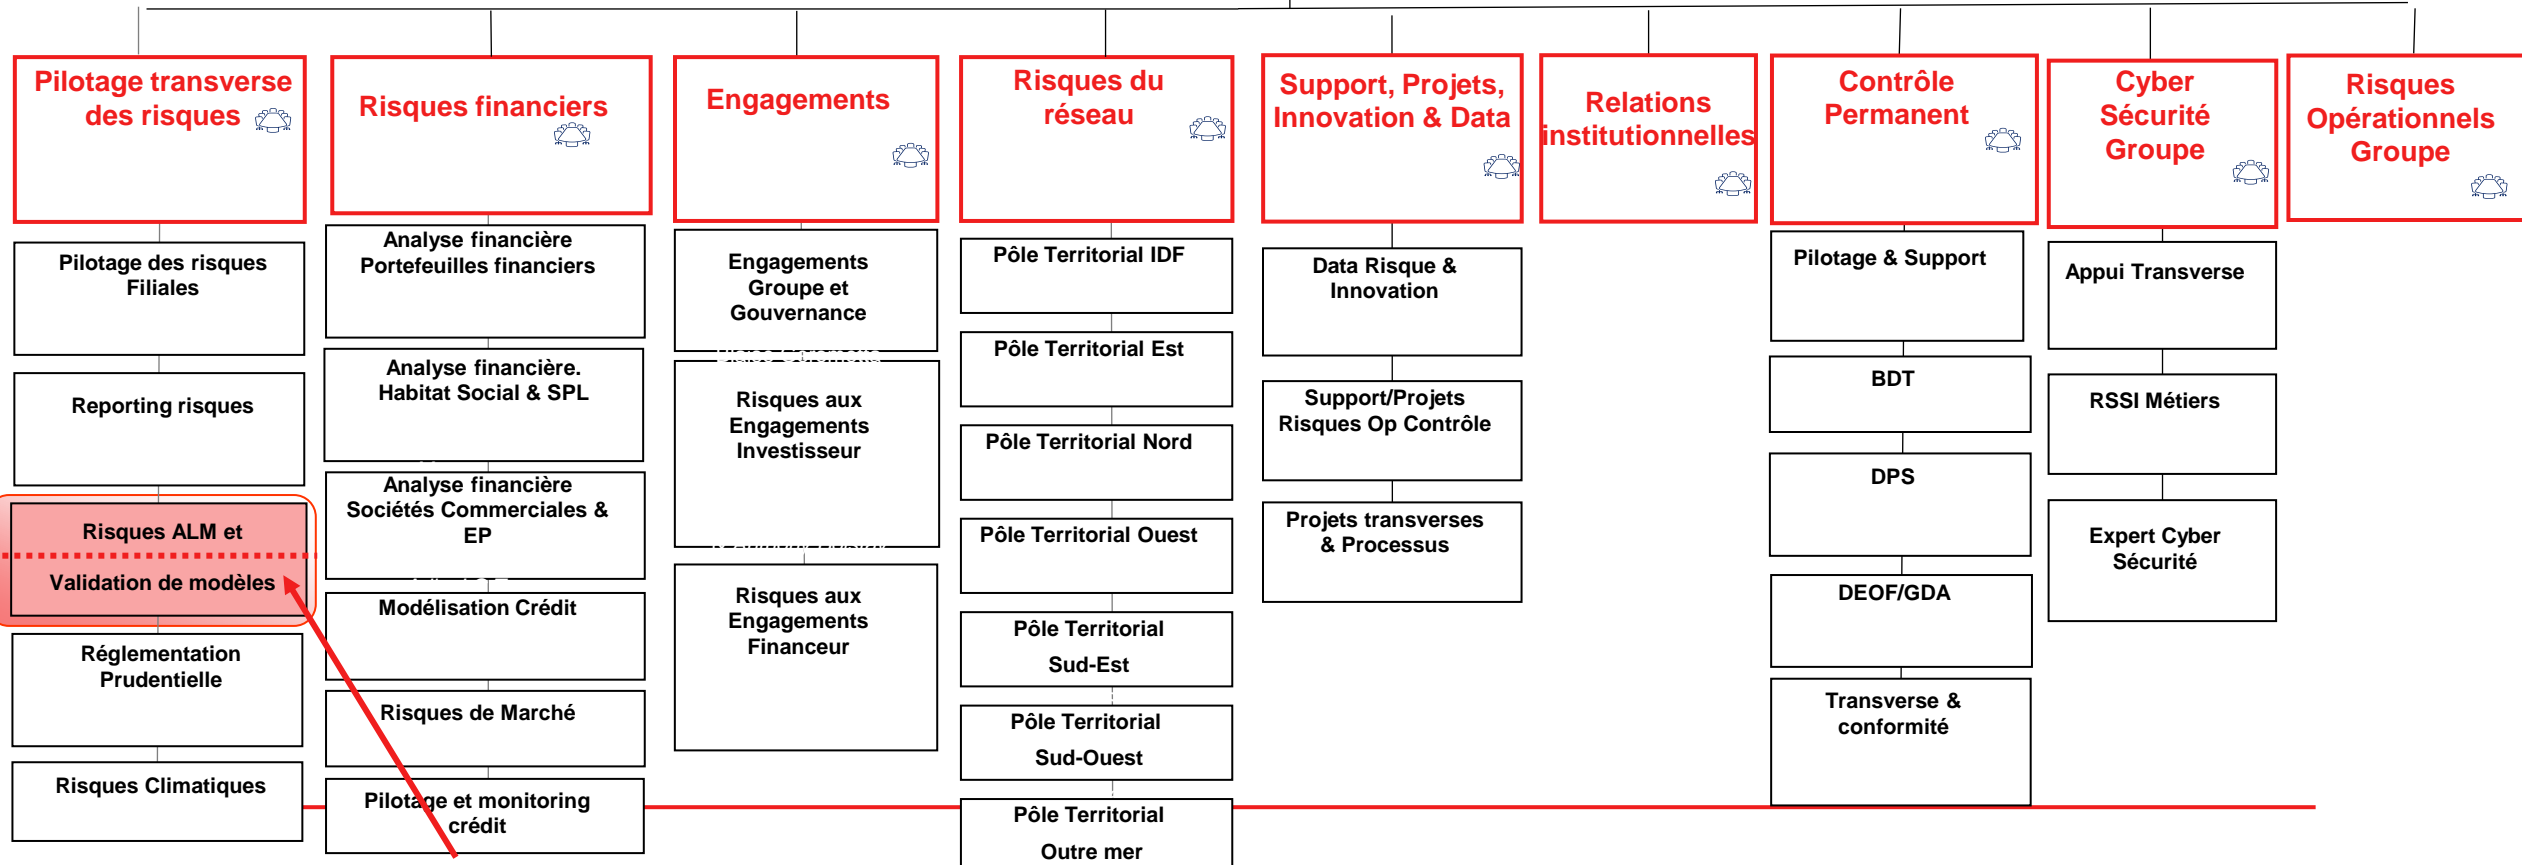 Pilotage transverse
des risques
Risques financiers
Engagements
Risques du
réseau
Support, Projets,
Innovation & Data
Relations
institutionnelles
Contrôle
Permanent
Cyber
Sécurité
Groupe
Risques
Opérationnels
Groupe
Pilotage des risques
Filiales
Reporting risques
Risques ALM et
Validation de modèles
Réglementation
Prudentielle
Risques Climatiques
Analyse financière
Portefeuilles financiers
Analyse financière.
Habitat Social & SPL
Analyse financière
Sociétés Commerciales &
EP
Modélisation Crédit
Risques de Marché
Pilotage et monitoring
crédit
Engagements
Groupe et
Gouvernance
Risques aux
Engagements
Investisseur
Risques aux
Engagements
Financeur
Pôle Territorial IDF
Pôle Territorial Est
Pôle Territorial Nord
Pôle Territorial Ouest
Pôle Territorial
Sud-Est
Pôle Territorial
Sud-Ouest
Pôle Territorial
Outre mer
Data Risque &
Innovation
Support/Projets
Risques Op Contrôle
Projets transverses
& Processus
Pilotage & Support
BDT
DPS
DEOF/GDA
Transverse &
conformité
Appui Transverse
RSSI Métiers
Expert Cyber
Sécurité